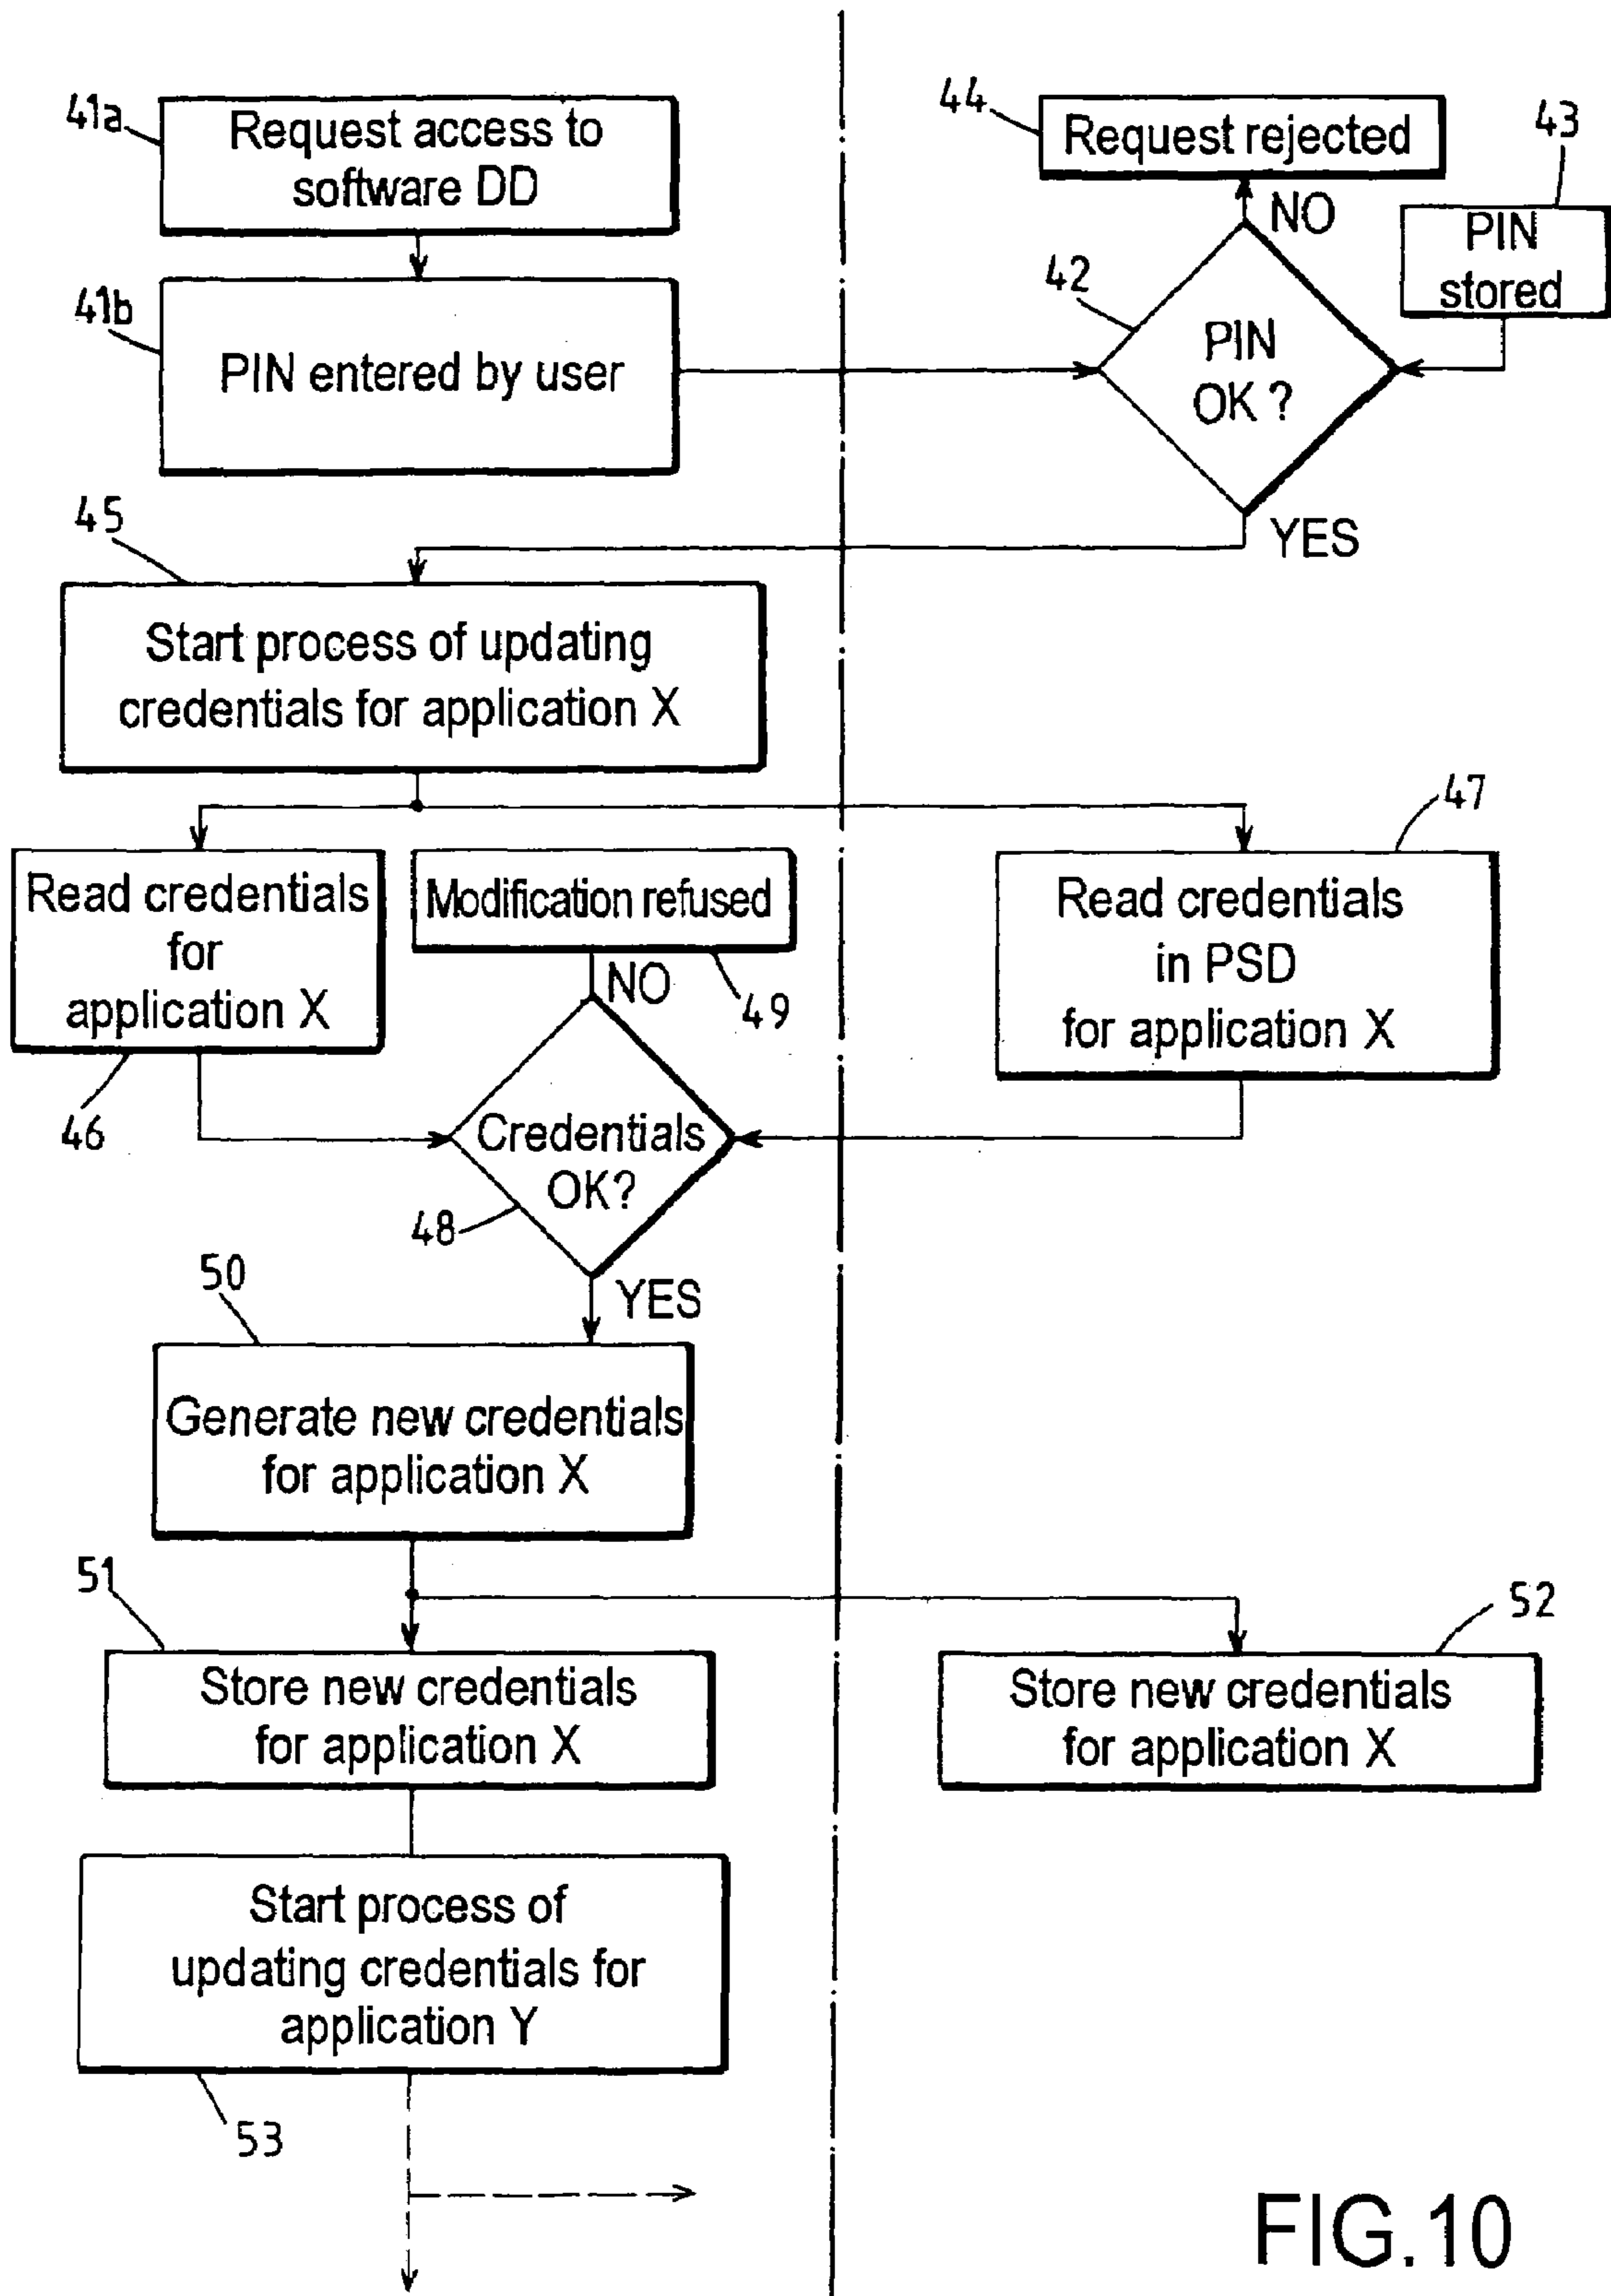 41a
Request access to
software DD
44
Request rejected
43
PIN
stored
NO
42
PIN
OK ?
41b
PIN entered by user
YES
45
Start process of updating
credentials for application X
47
Read credentials
for
application X
46
Modification refused
49
NO
Read credentials
in PSD
for application X
Credentials
OK?
48
YES
50
Generate new credentials
for application X
51
Store new credentials
for application X
52
Store new credentials
for application X
Start process of
updating credentials for
application Y
53
FIG.10